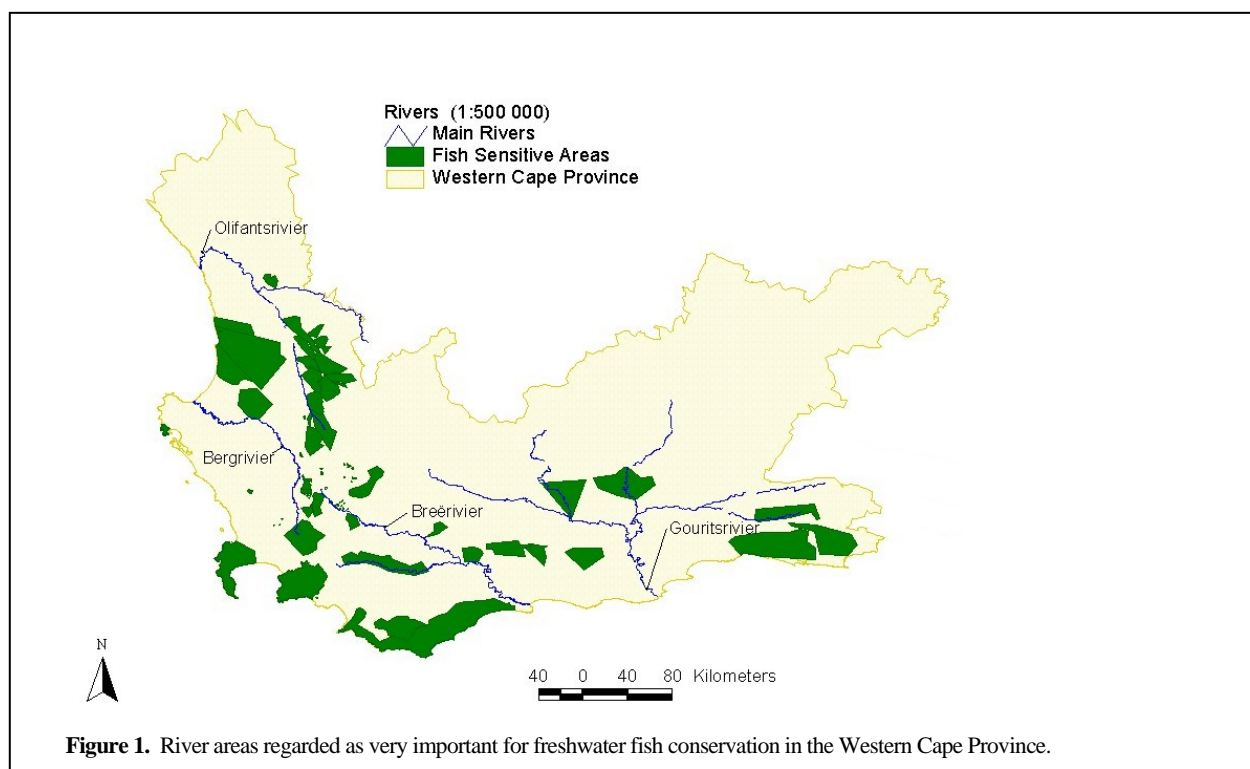 Rivers (1:500 000)
Main Rivers
Fish Sensitive Areas
Western Cape Province
Olifantsrivier
Bergrivier
Breërivier
Gouritsrivier
N
40 0 40 80 Kilometers
Figure 1. River areas regarded as very important for freshwater fish conservation in the Western Cape Province.